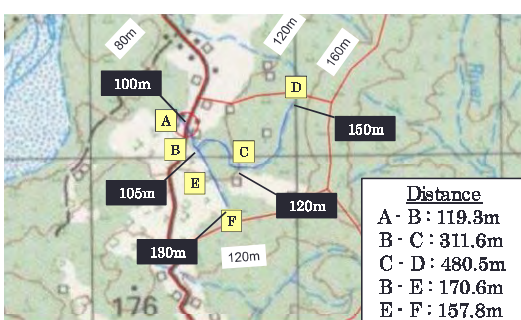 80m
120m
160m
100m
D
River
A
150m
B
C
105m
E
120m
F
130m
120m
176
Distance
A - B : 119.3m
B - C : 311.6m
C - D : 480.5m
B - E : 170.6m
E - F : 157.8m